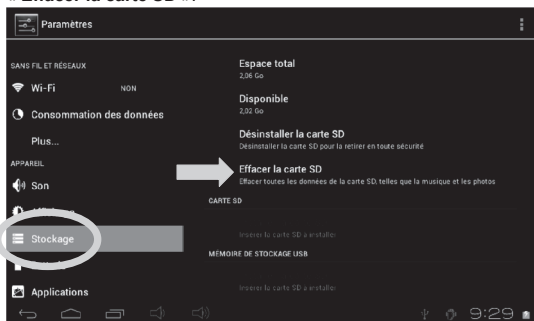 « Effacer la carte SD ».
Paramètres
SANS FIL ET RÉSEAUX
Wi-Fi NON
Consommation des données
Plus...
APPAREIL
Son
Stockage
Applications
Espace total
2,06 Go
Disponible
2,02 Go
Désinstaller la carte SD
Désinstaller la carte SD pour la retirer en toute sécurité
Effacer la carte SD
Effacer toutes les données de la carte SD, telles que la musique et les photos
CARTE SD
Insérer la carte SD à installer
MÉMOIRE DE STOCKAGE USB
Insérer la carte SD à installer
9:29